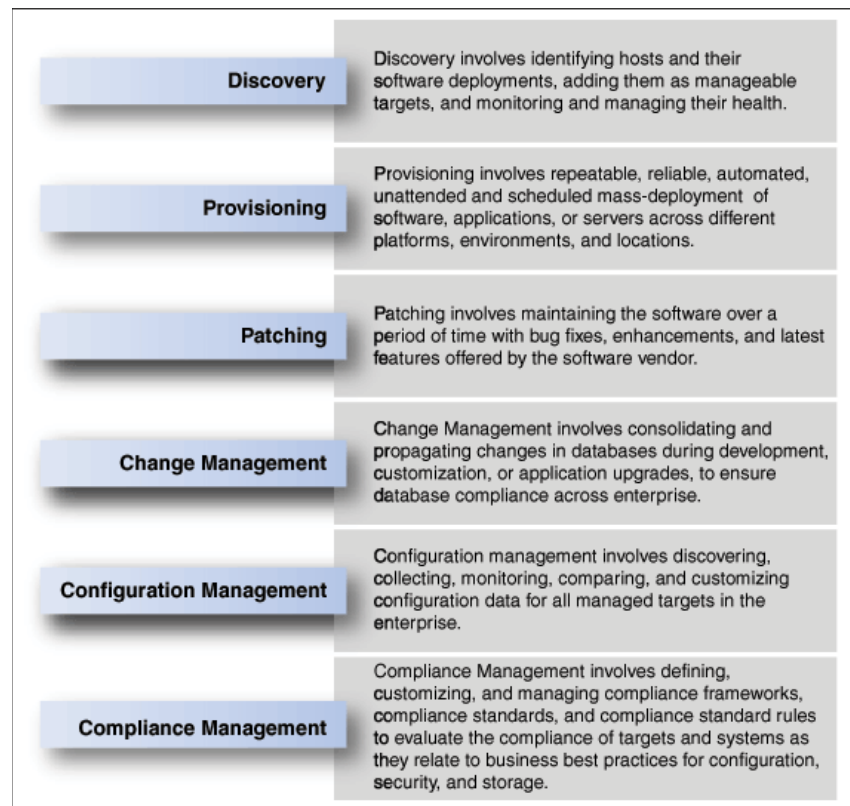 Discovery
Discovery involves identifying hosts and their
software deployments, adding them as manageable
targets, and monitoring and managing their health.
Provisioning
Provisioning involves repeatable, reliable, automated,
unattended and scheduled mass-deployment of
software, applications, or servers across different
platforms, environments, and locations.
Patching
Patching involves maintaining the software over a
period of time with bug fixes, enhancements, and latest
features offered by the software vendor.
Change Management
Change Management involves consolidating and
propagating changes in databases during development,
customization, or application upgrades, to ensure
database compliance across enterprise.
Configuration Management
Configuration management involves discovering,
collecting, monitoring, comparing, and customizing
configuration data for all managed targets in the
enterprise.
Compliance Management
Compliance Management involves defining,
customizing, and managing compliance frameworks,
compliance standards, and compliance standard rules
to evaluate the compliance of targets and systems as
they relate to business best practices for configuration,
security, and storage.